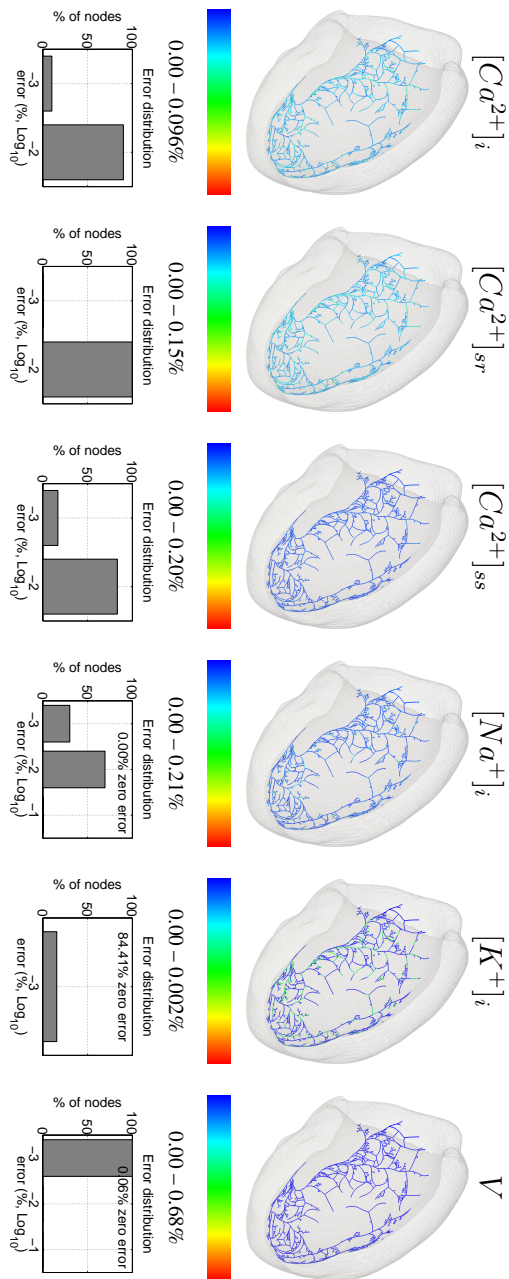 [Ca²⁺]ᵢ
0.00 – 0.096%
Error distribution
% of nodes
100
50
0
-3
-2
error (%, Log₁₀)
[Ca²⁺]ₛᵣ
0.00 – 0.15%
Error distribution
% of nodes
100
50
0
-3
-2
error (%, Log₁₀)
[Ca²⁺]ₛₛ
0.00 – 0.20%
Error distribution
% of nodes
100
50
0
-3
-2
error (%, Log₁₀)
[Na⁺]ᵢ
0.00 – 0.21%
Error distribution
% of nodes
100
50
0
0.00% zero error
-3
-2
-1
error (%, Log₁₀)
[K⁺]ᵢ
0.00 – 0.002%
Error distribution
% of nodes
100
50
0
84.41% zero error
-3
error (%, Log₁₀)
V
0.00 – 0.68%
Error distribution
% of nodes
100
50
0
0.06% zero error
-3
-2
-1
error (%, Log₁₀)